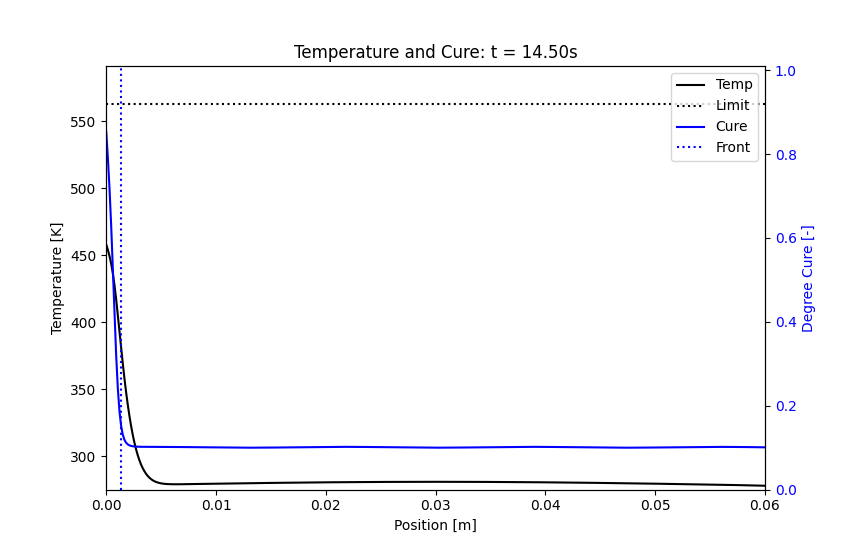 Temperature and Cure: t = 14.50s
Temp
Limit
Cure
Front
Temperature [K]
550
500
450
400
350
300
Degree Cure [-]
1.0
0.8
0.6
0.4
0.2
0.0
0.00
0.01
0.02
0.03
0.04
0.05
0.06
Position [m]